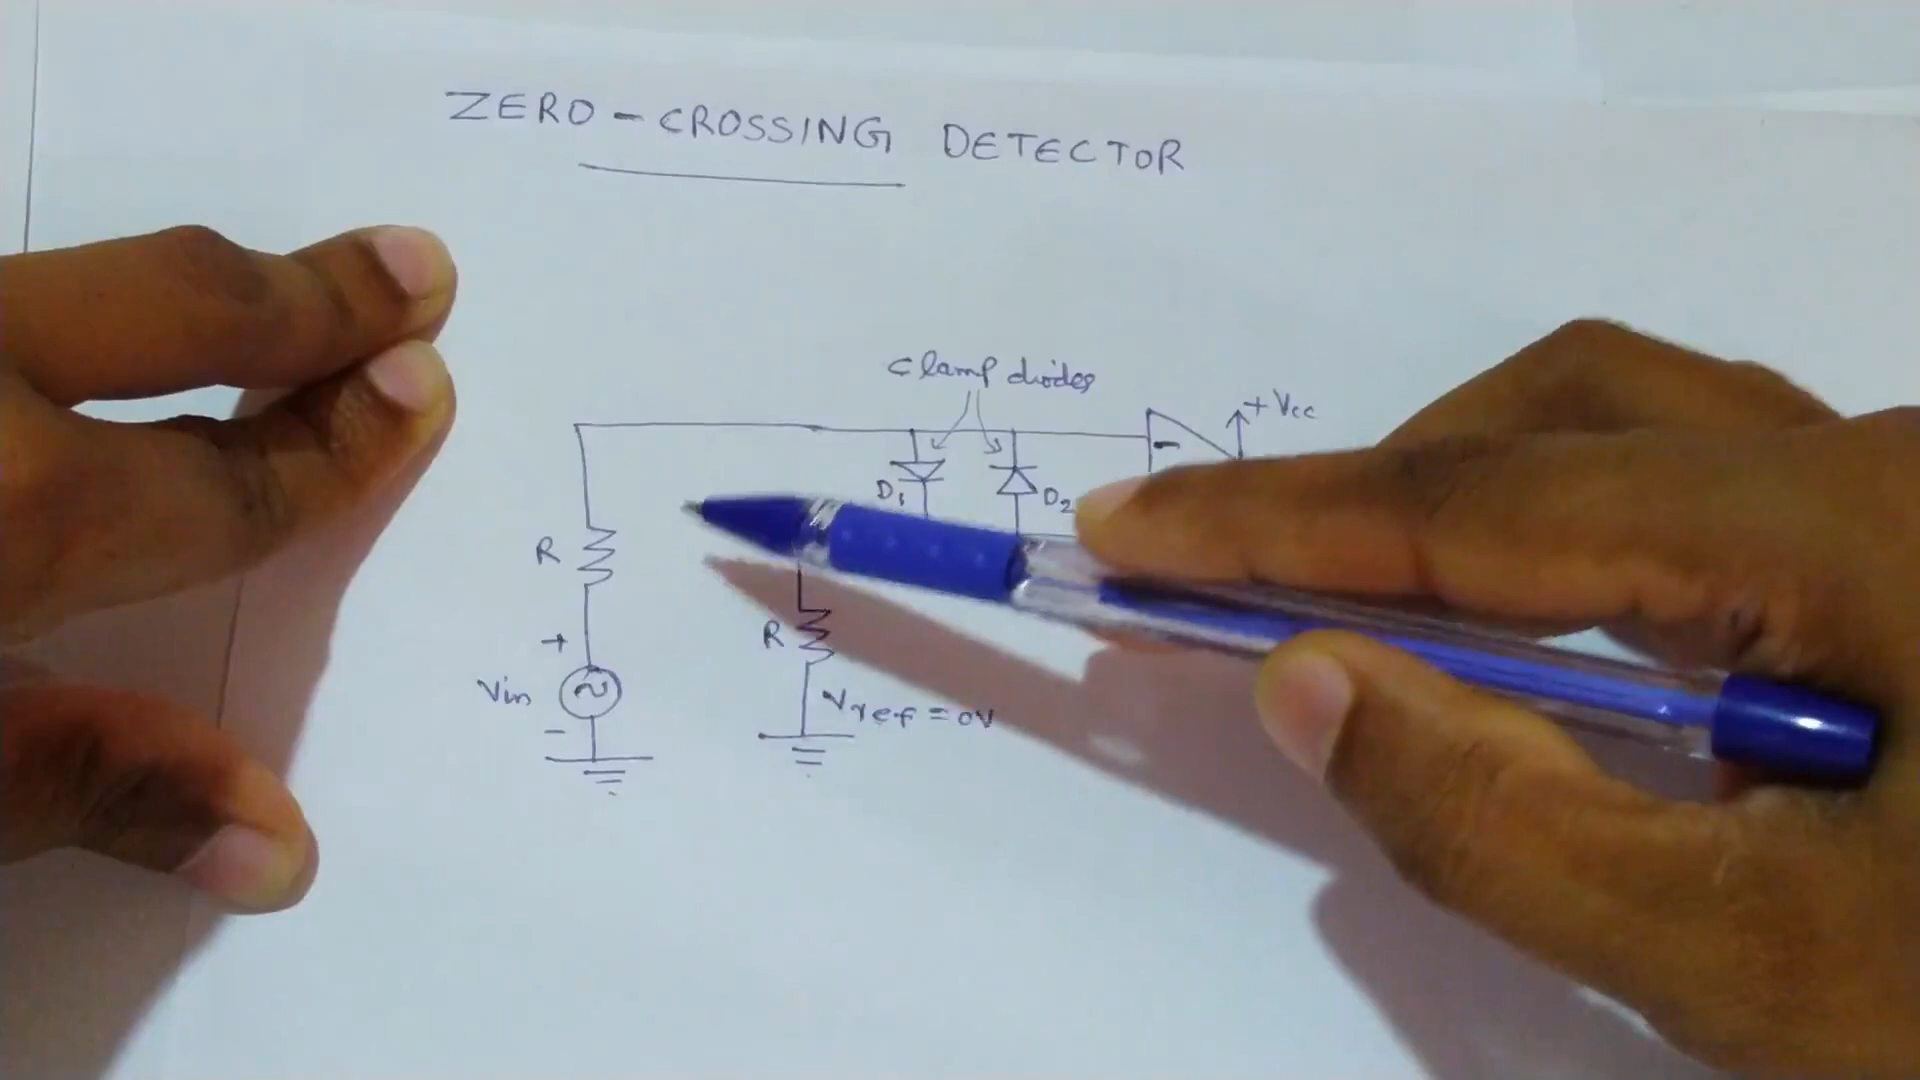 ZERO-CROSSING DETECTOR
Clamp diodes
+ Vcc
-
D1
D2
R
+
R
Vin
Vref = 0V
-